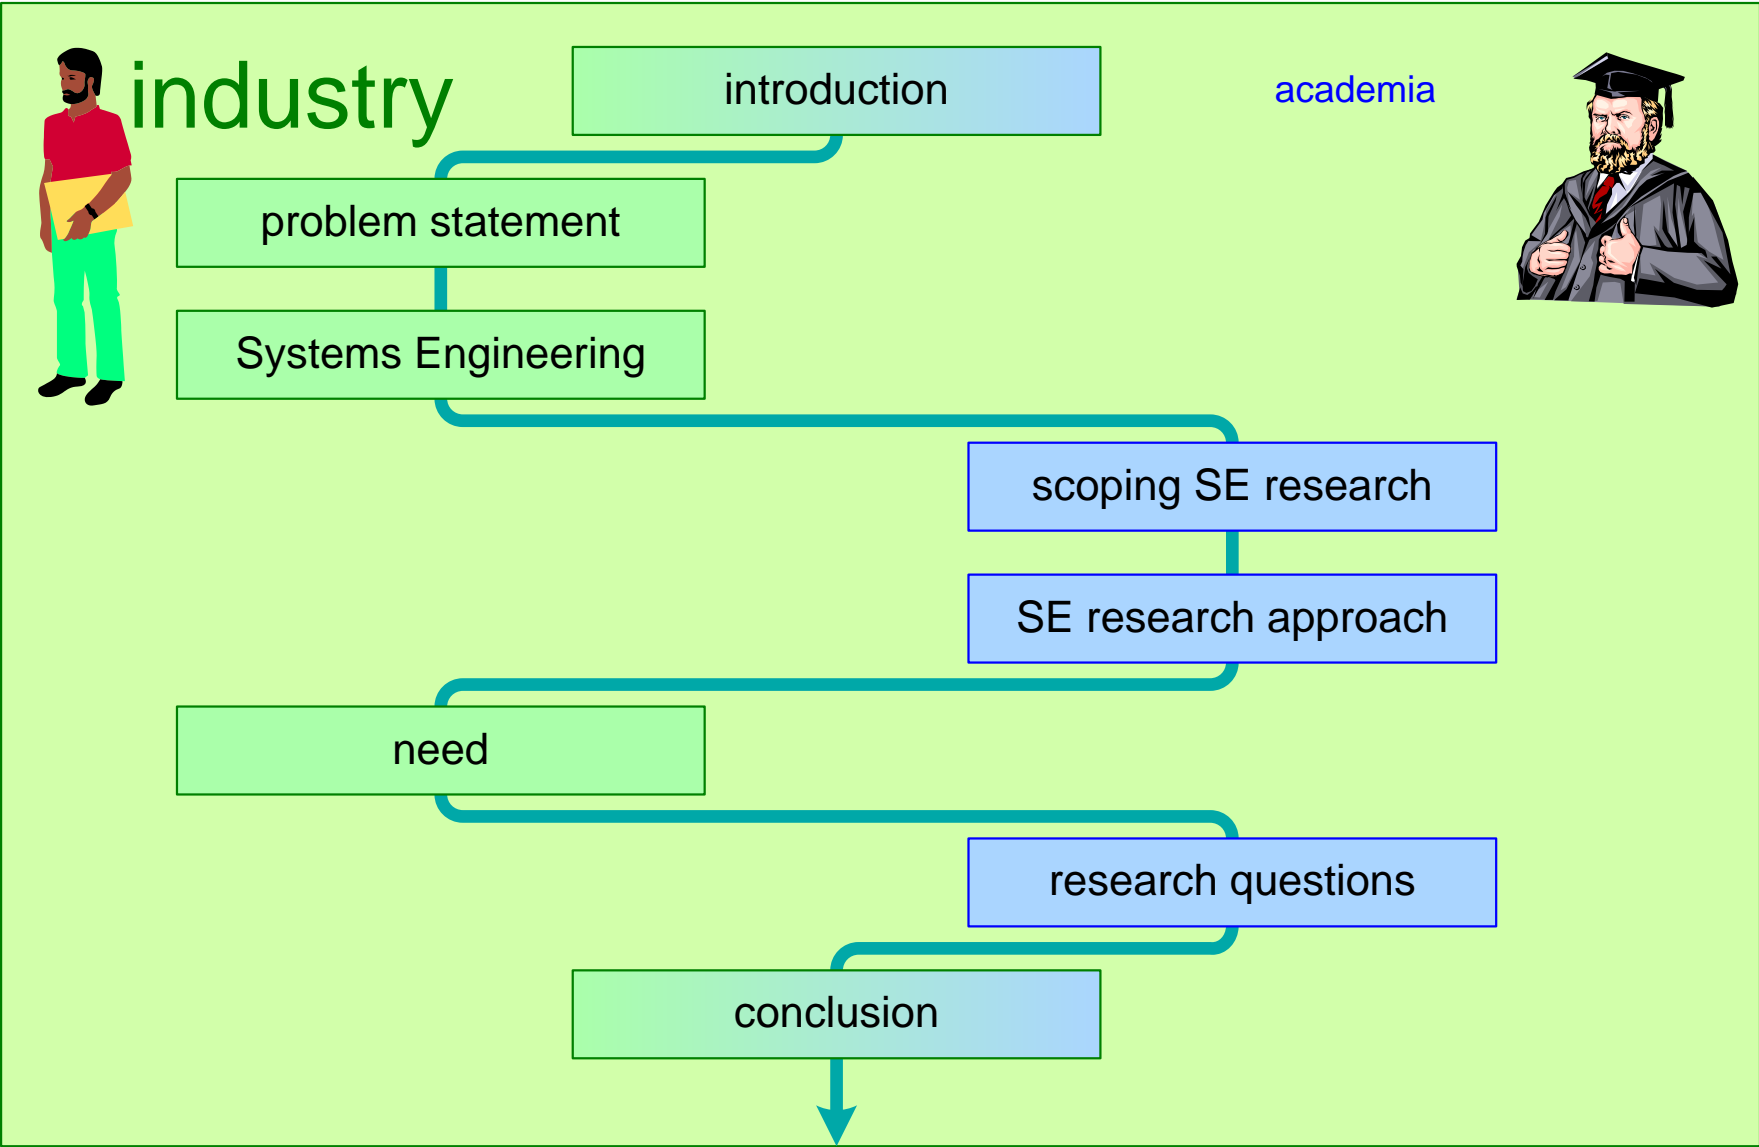 industry
introduction
academia
problem statement
Systems Engineering
scoping SE research
SE research approach
need
research questions
conclusion